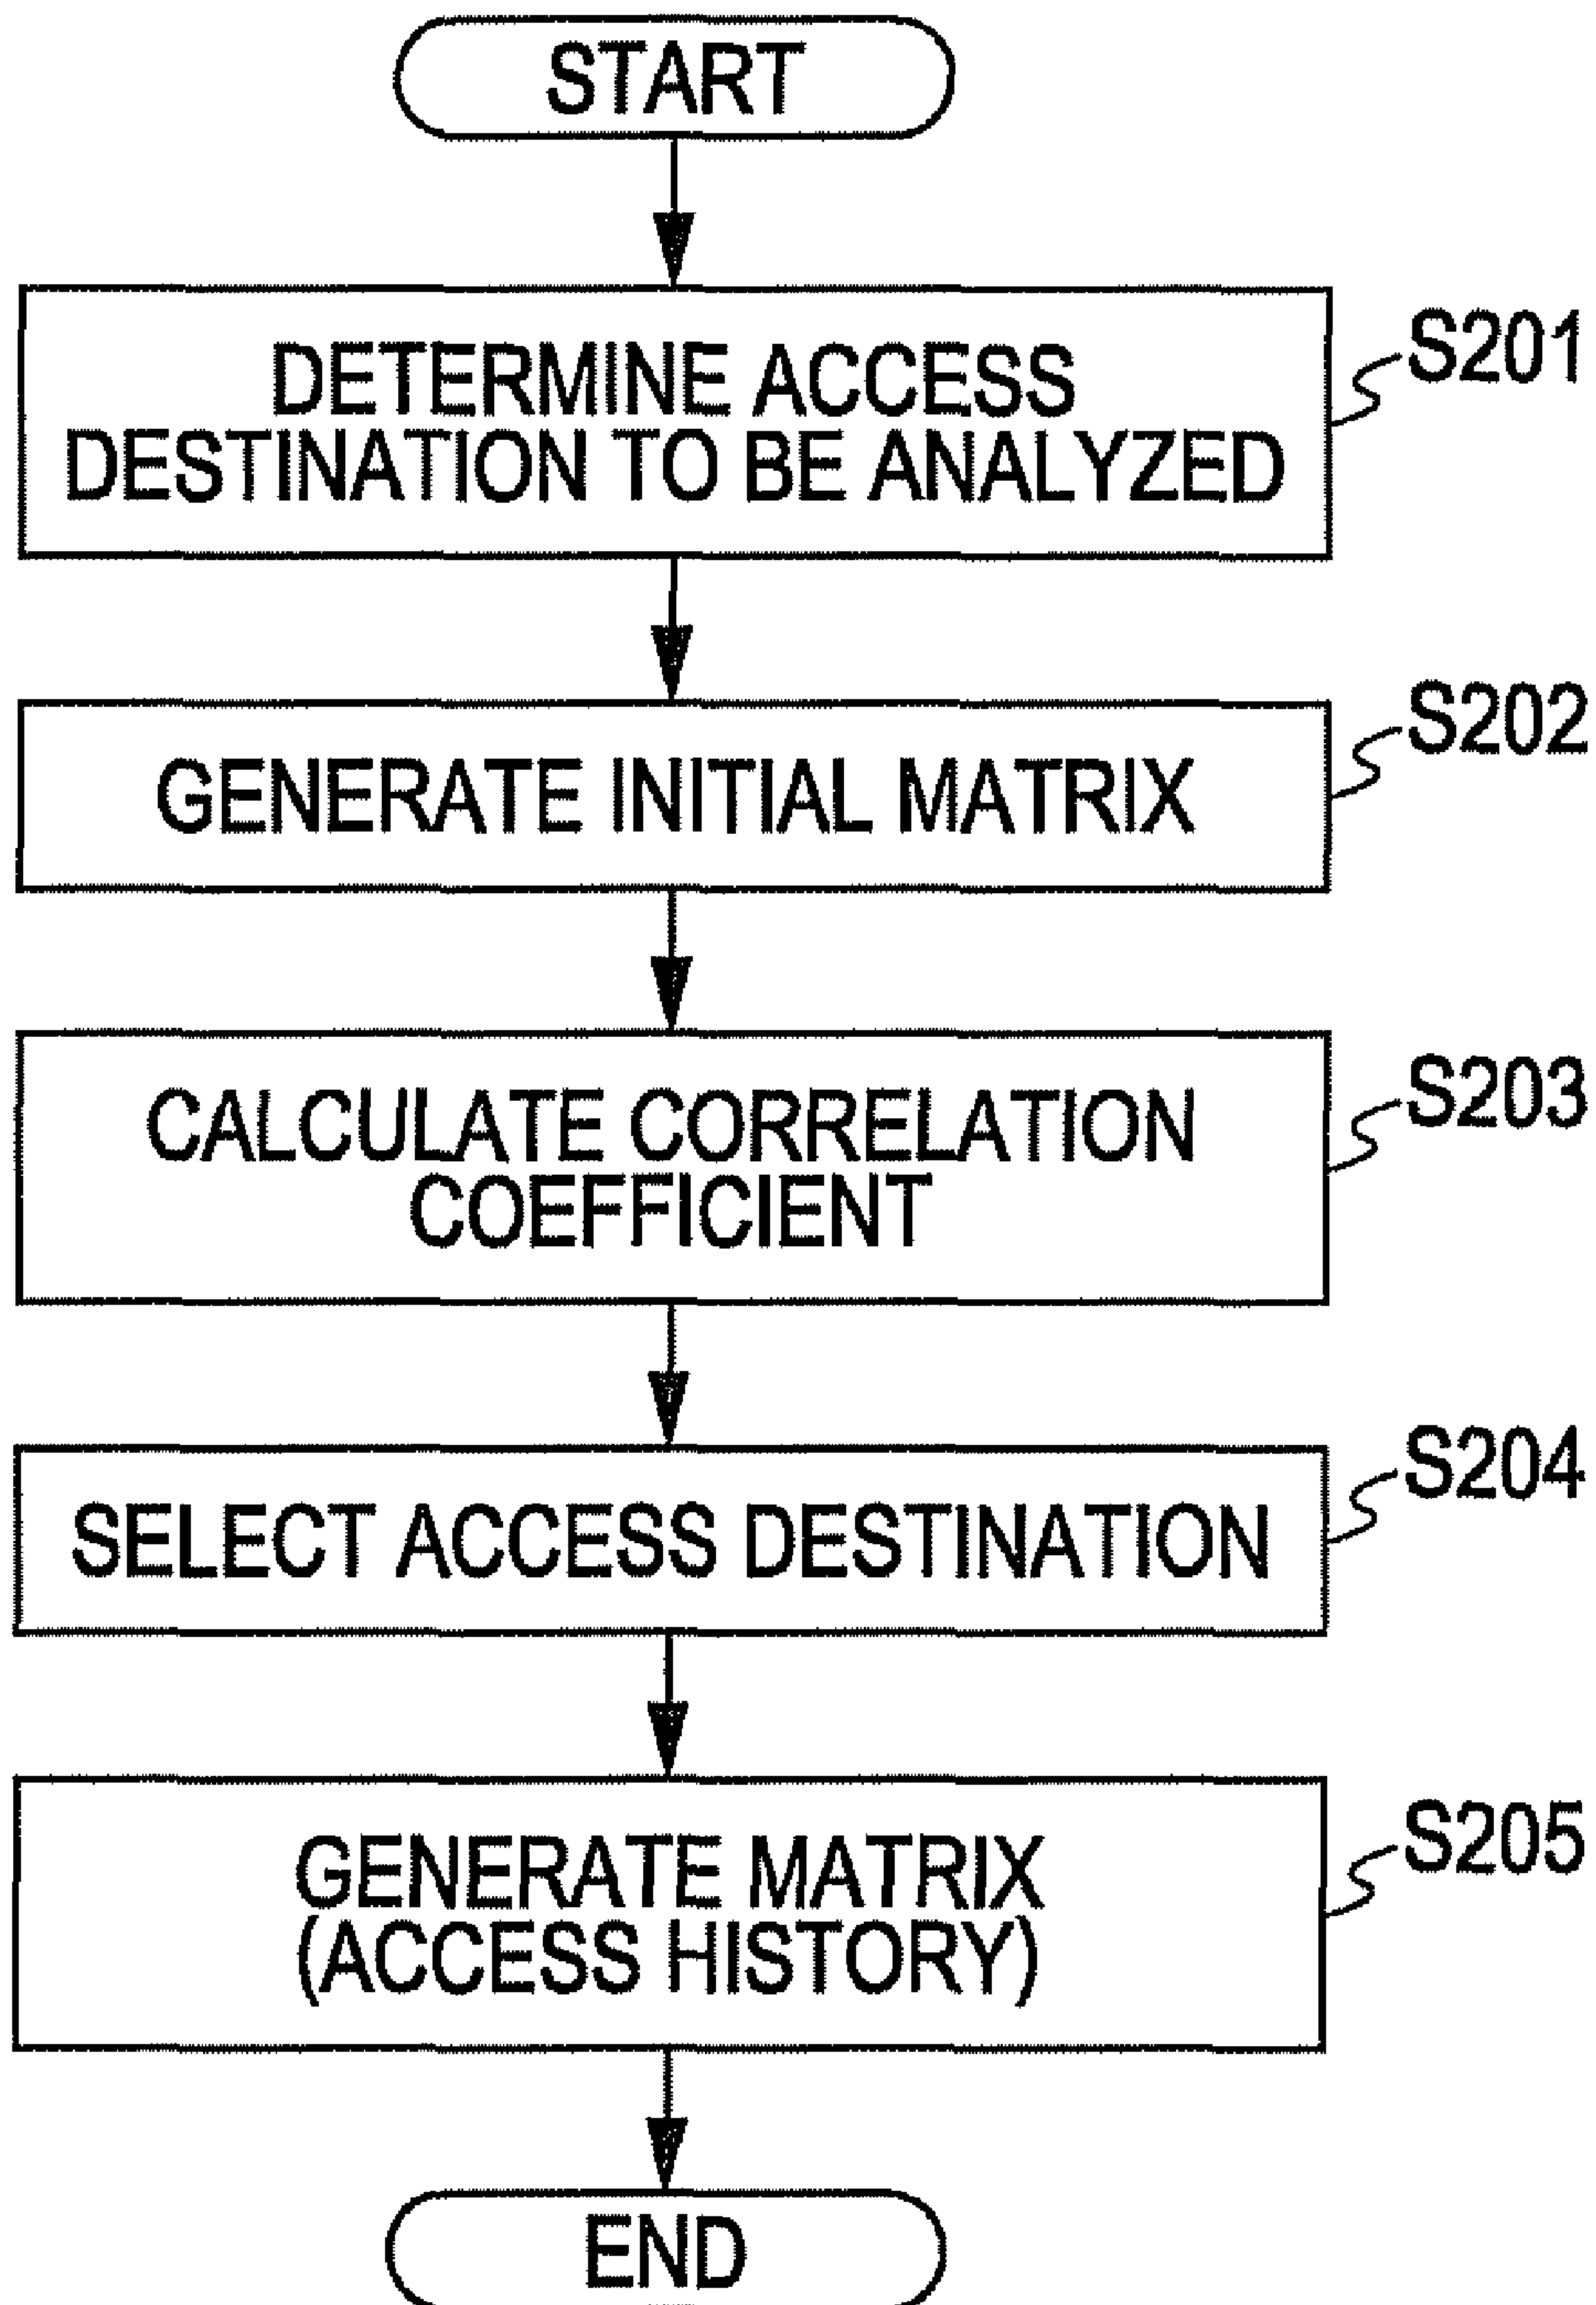 START
DETERMINE ACCESS
DESTINATION TO BE ANALYZED
S201
GENERATE INITIAL MATRIX
S202
CALCULATE CORRELATION
COEFFICIENT
S203
SELECT ACCESS DESTINATION
S204
GENERATE MATRIX
(ACCESS HISTORY)
S205
END